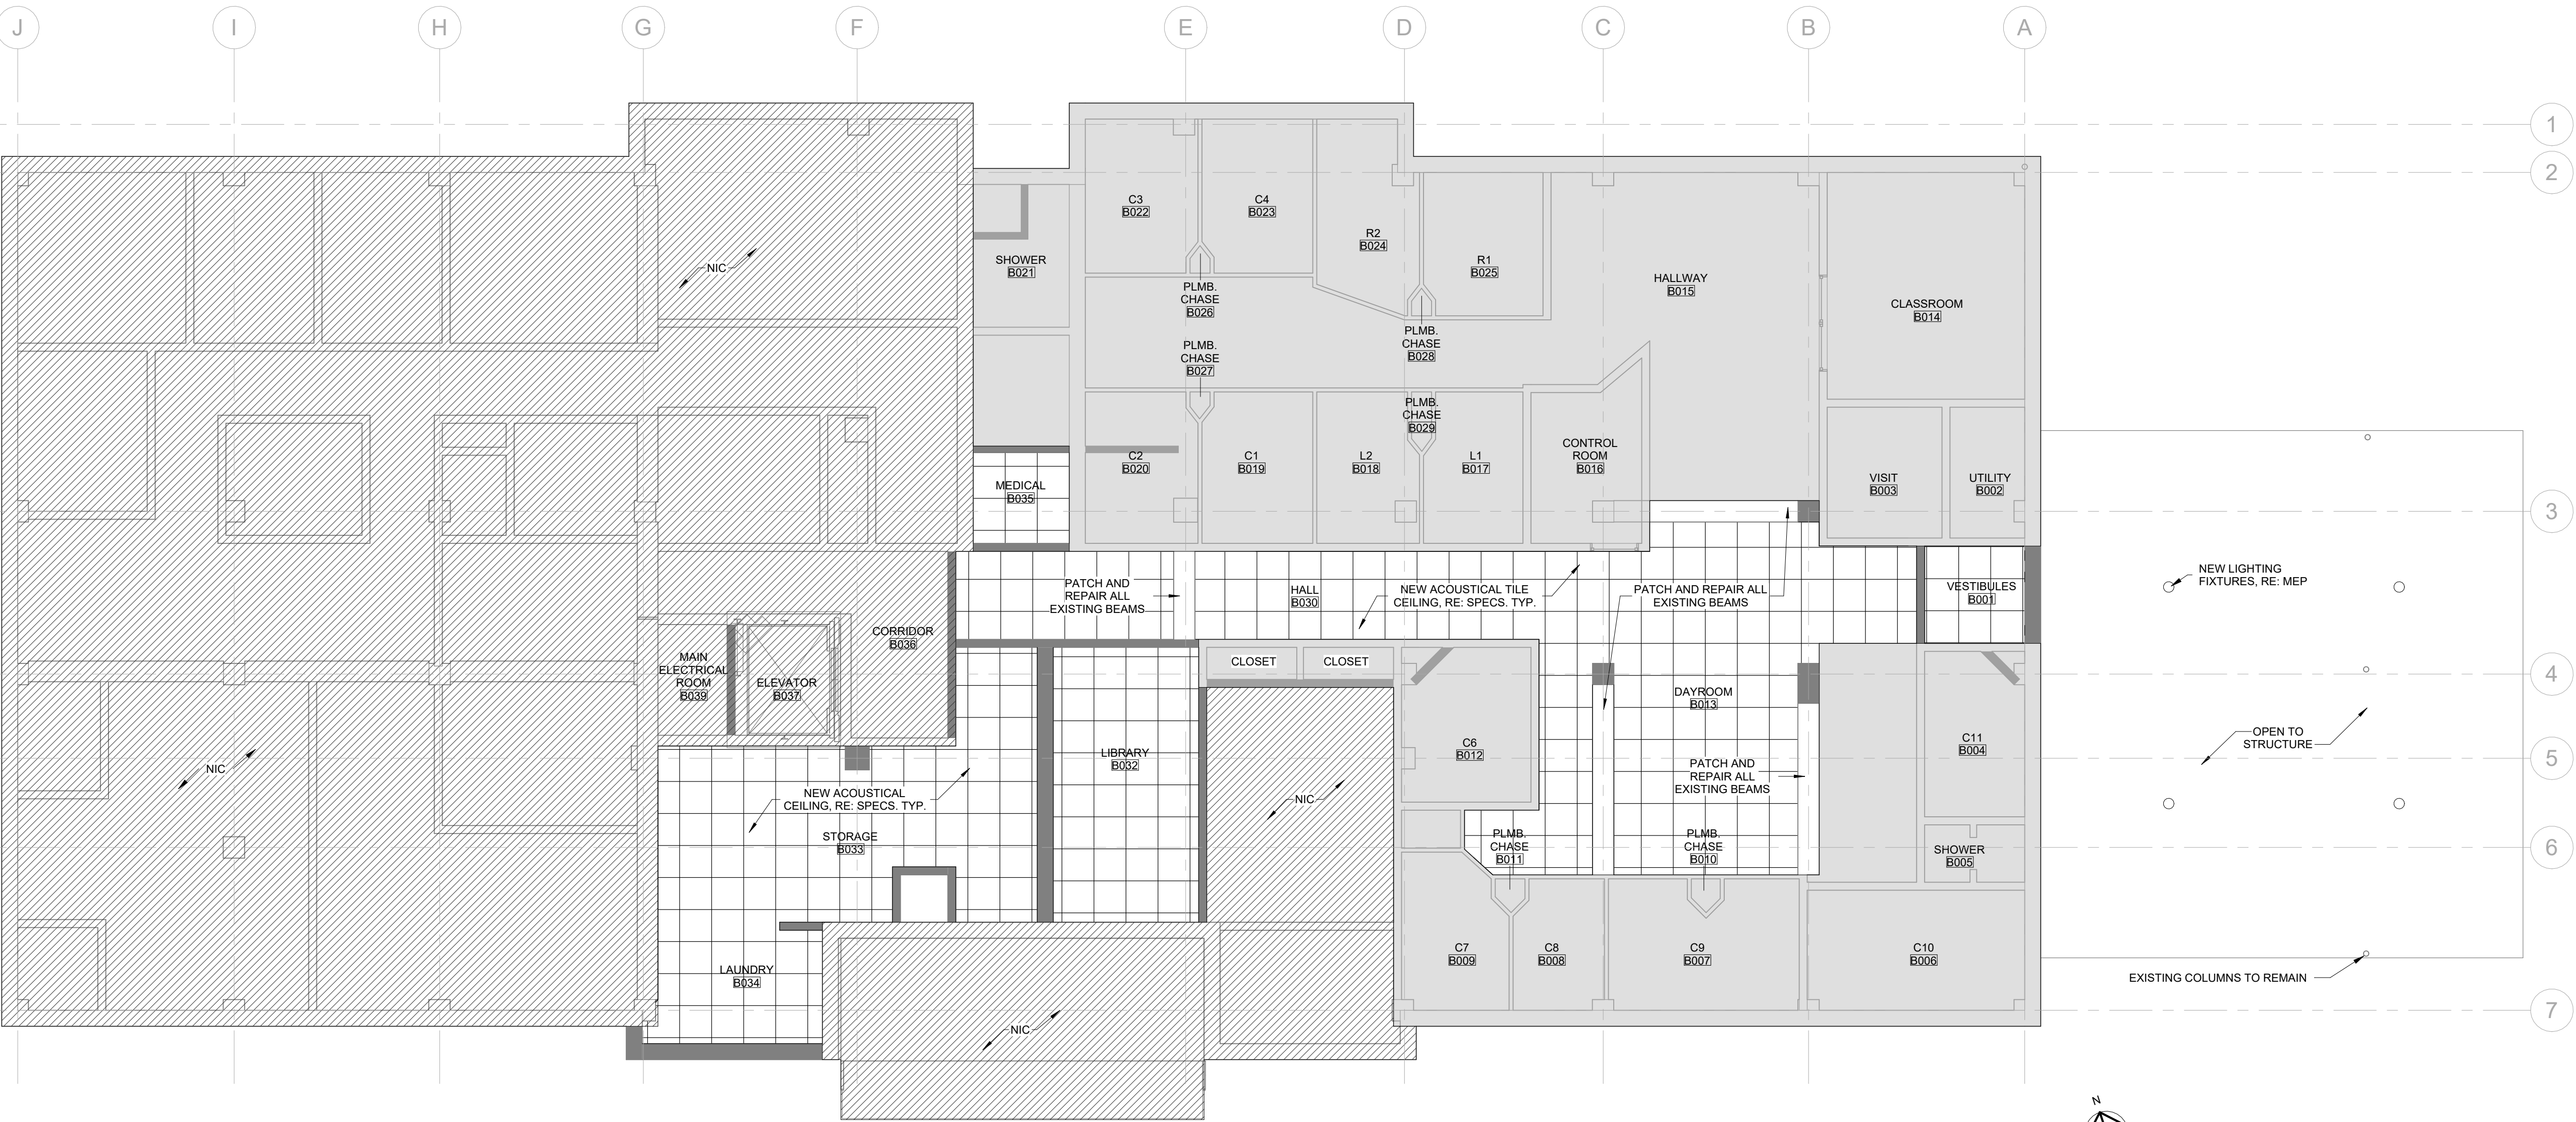 J
I
H
G
F
E
D
C
B
A
1
2
3
4
5
6
7
NIC
SHOWER
B021
C3
B022
C4
B023
R2
B024
R1
B025
PLMB.
CHASE
B026
PLMB.
CHASE
B027
PLMB.
CHASE
B028
PLMB.
CHASE
B029
HALLWAY
B015
CLASSROOM
B014
MEDICAL
B035
C2
B020
C1
B019
L2
B018
L1
B017
CONTROL
ROOM
B016
VISIT
B003
UTILITY
B002
PATCH AND
REPAIR ALL
EXISTING BEAMS
HALL
B030
NEW ACOUSTICAL TILE
CEILING, RE: SPECS. TYP.
PATCH AND REPAIR ALL
EXISTING BEAMS
VESTIBULES
B001
NEW LIGHTING
FIXTURES, RE: MEP
CORRIDOR
B036
MAIN
ELECTRICAL
ROOM
B039
ELEVATOR
B037
CLOSET
CLOSET
DAYROOM
B013
LIBRARY
B032
C6
B012
C11
B004
OPEN TO
STRUCTURE
NIC
NEW ACOUSTICAL
CEILING, RE: SPECS. TYP.
NIC
PATCH AND
REPAIR ALL
EXISTING BEAMS
STORAGE
B033
PLMB.
CHASE
B011
PLMB.
CHASE
B010
SHOWER
B005
LAUNDRY
B034
C7
B009
C8
B008
C9
B007
C10
B006
EXISTING COLUMNS TO REMAIN
NIC
N